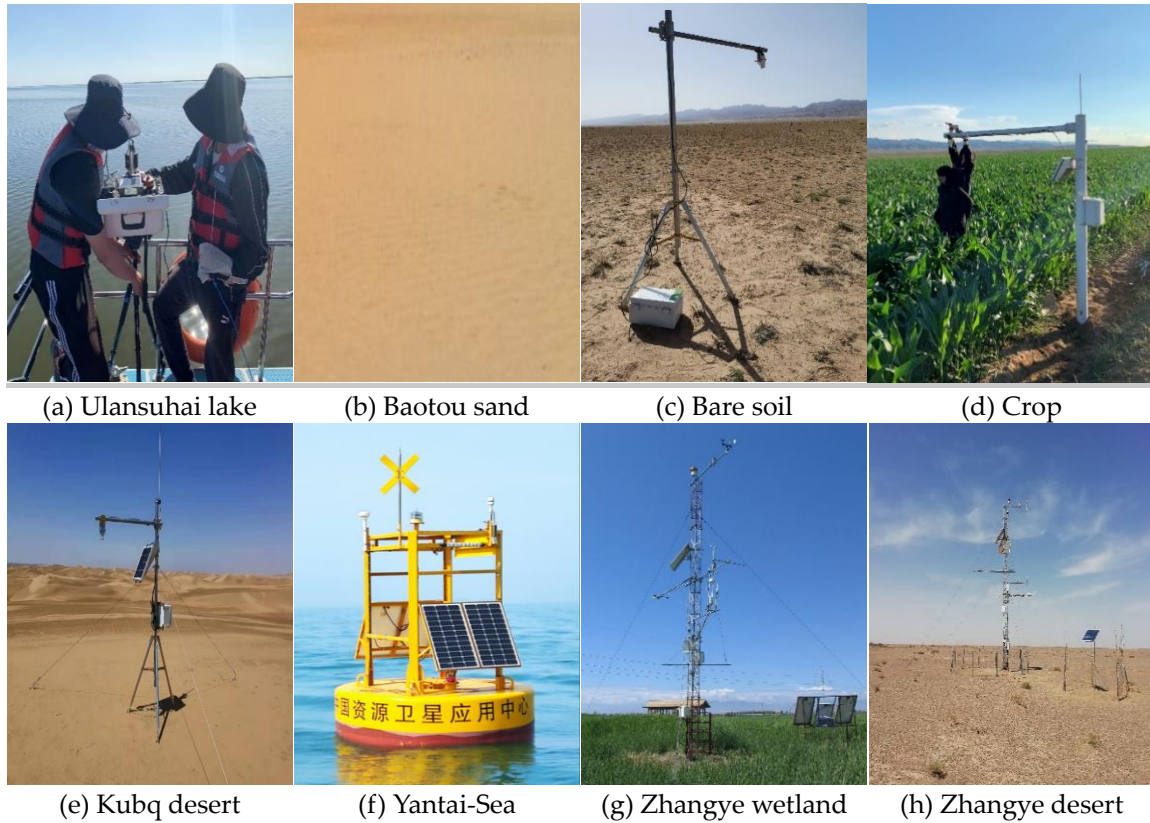 (a) Ulansuhai lake
(b) Baotou sand
(c) Bare soil
(d) Crop
中国资源卫星应用中心
(e) Kubq desert
(f) Yantai-Sea
(g) Zhangye wetland
(h) Zhangye desert